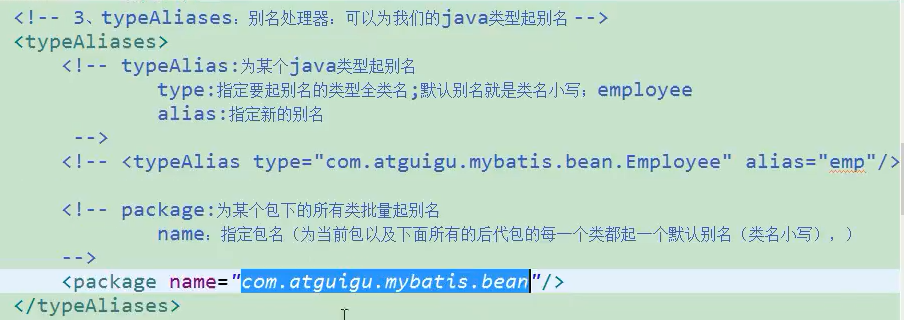 <!-- 3、typeAliases：别名处理器：可以为我们的java类型起别名 -->
<typeAliases>
<!-- typeAlias:为某个java类型起别名
type:指定要起别名的类型全类名;默认别名就是类名小写；employee
alias:指定新的别名
-->
<!-- <typeAlias type="com.atguigu.mybatis.bean.Employee" alias="emp"/>
<!-- package:为某个包下的所有类批量起别名
name：指定包名（为当前包以及下面所有的后代包的每一个类都起一个默认别名（类名小写），）
-->
<package name="com.atguigu.mybatis.bean"/>
</typeAliases>